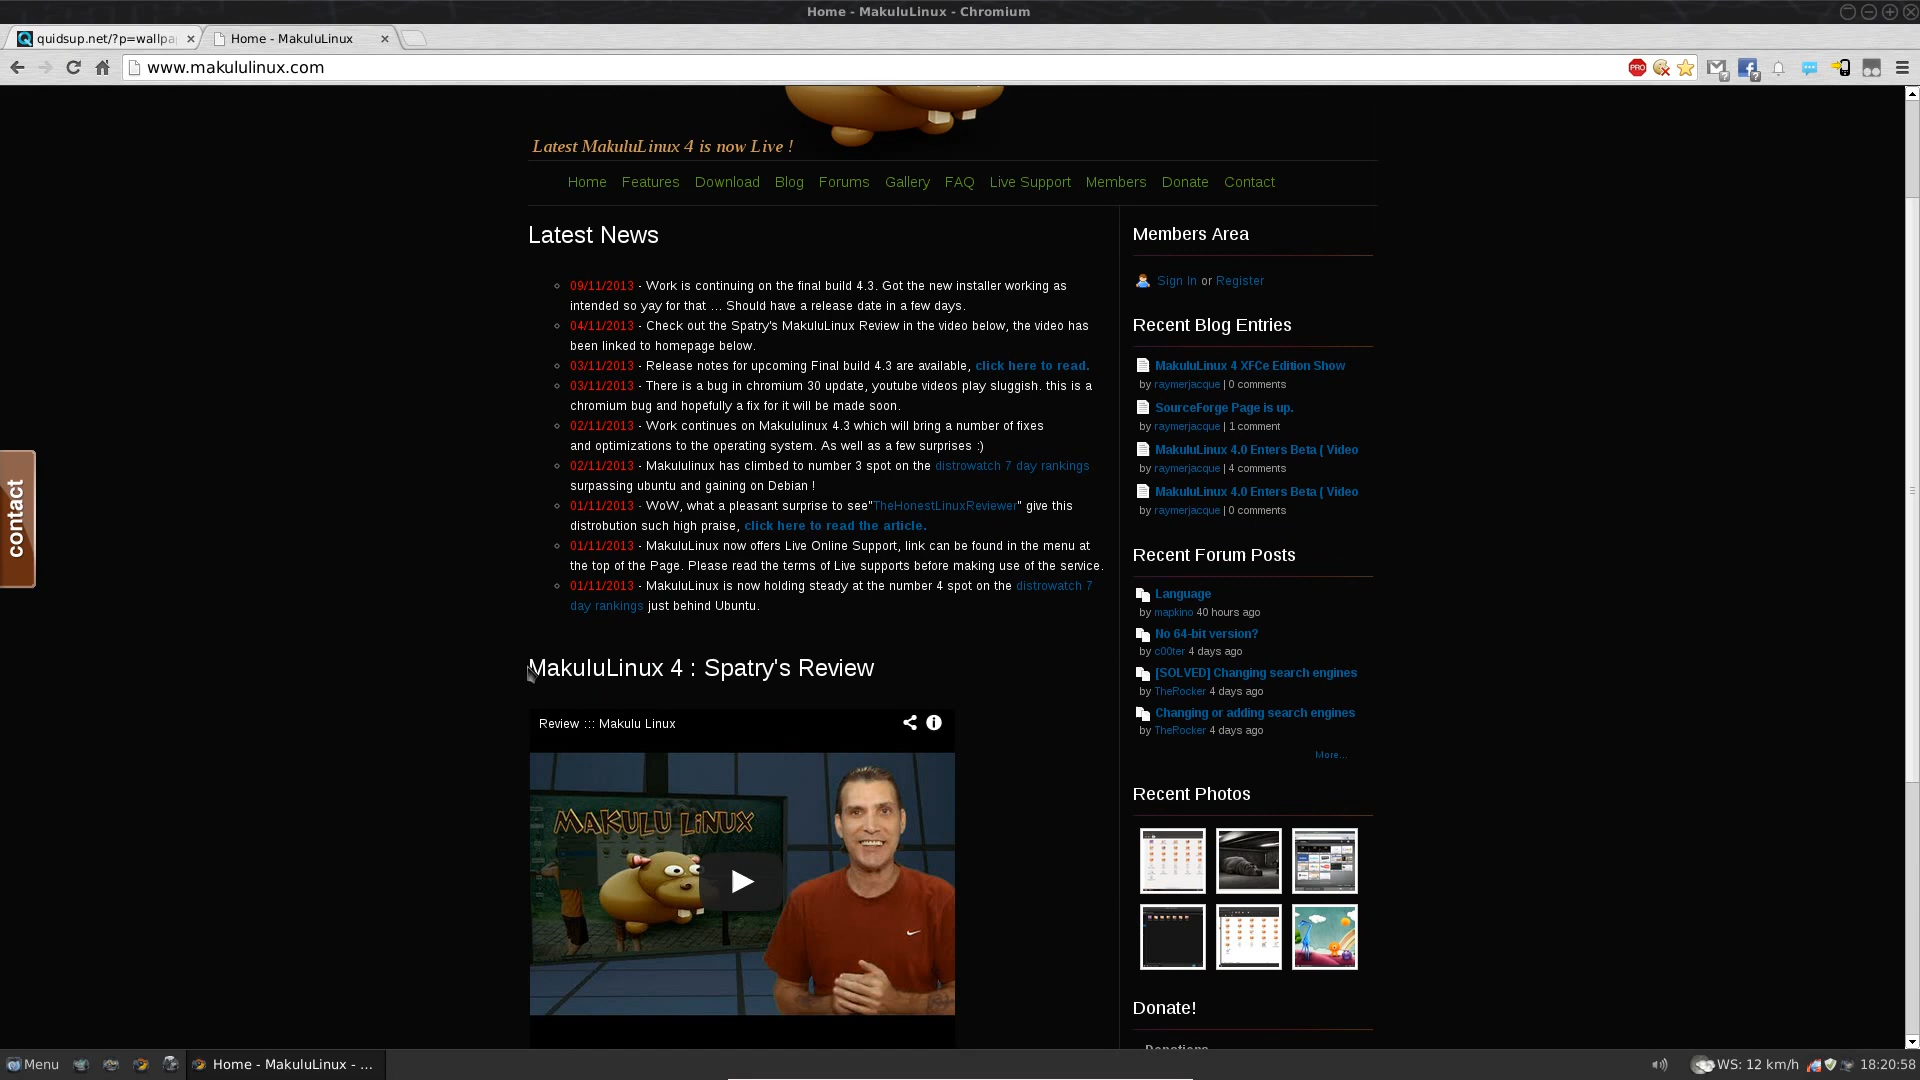 Home - MakuluLinux - Chromium
quidsup.net/?p=wallpa
Home - MakuluLinux
www.makululinux.com
Latest MakuluLinux 4 is now Live !
Home Features Download Blog Forums Gallery FAQ Live Support Members Donate Contact
Latest News
09/11/2013 - Work is continuing on the final build 4.3. Got the new installer working as
intended so yay for that ... Should have a release date in a few days.
04/11/2013 - Check out the Spatry's MakuluLinux Review in the video below, the video has
been linked to homepage below.
03/11/2013 - Release notes for upcoming Final build 4.3 are available, click here to read.
03/11/2013 - There is a bug in chromium 30 update, youtube videos play sluggish. this is a
chromium bug and hopefully a fix for it will be made soon.
02/11/2013 - Work continues on Makululinux 4.3 which will bring a number of fixes
and optimizations to the operating system. As well as a few surprises :)
02/11/2013 - Makululinux has climbed to number 3 spot on the distrowatch 7 day rankings
surpassing ubuntu and gaining on Debian !
01/11/2013 - WoW, what a pleasant surprise to see"TheHonestLinuxReviewer" give this
distrobution such high praise, click here to read the article.
01/11/2013 - MakuluLinux now offers Live Online Support, link can be found in the menu at
the top of the Page. Please read the terms of Live supports before making use of the service.
01/11/2013 - MakuluLinux is now holding steady at the number 4 spot on the distrowatch 7
day rankings just behind Ubuntu.
MakuluLinux 4 : Spatry's Review
Review ::: Makulu Linux
MAKULU LINUX
contact
Members Area
Sign In or Register
Recent Blog Entries
MakuluLinux 4 XFCe Edition Show
by raymerjacque | 0 comments
SourceForge Page is up.
by raymerjacque | 1 comment
MakuluLinux 4.0 Enters Beta ( Video
by raymerjacque | 4 comments
MakuluLinux 4.0 Enters Beta ( Video
by raymerjacque | 0 comments
Recent Forum Posts
Language
by mapkino 40 hours ago
No 64-bit version?
by c00ter 4 days ago
[SOLVED] Changing search engines
by TheRocker 4 days ago
Changing or adding search engines
by TheRocker 4 days ago
More...
Recent Photos
Donate!
Donations
Menu
Home - MakuluLinux - ...
WS: 12 km/h
18:20:58